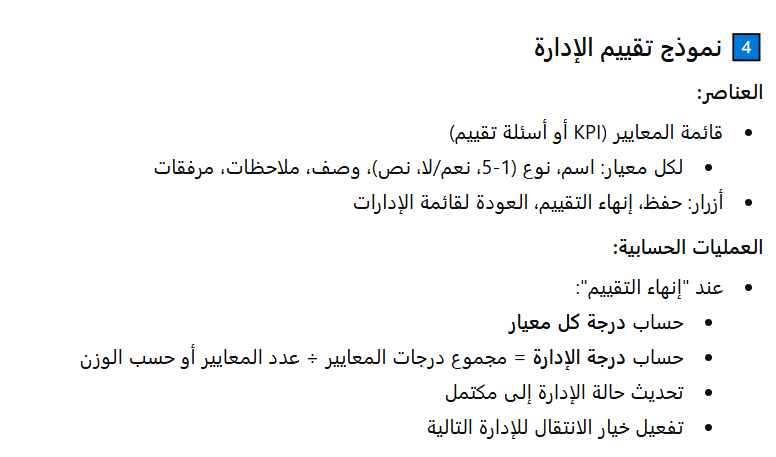 4 نموذج تقييم الإدارة
العناصر:
• قائمة المعايير (KPI أو أسئلة تقييم)
• لكل معيار: اسم، نوع (1-5، نعم/لا، نص)، وصف، ملاحظات، مرفقات
• أزرار: حفظ، إنهاء التقييم، العودة لقائمة الإدارات
العمليات الحسابية:
• عند "إنهاء التقييم":
• حساب درجة كل معيار
• حساب درجة الإدارة = مجموع درجات المعايير ÷ عدد المعايير أو حسب الوزن
• تحديث حالة الإدارة إلى مكتمل
• تفعيل خيار الانتقال للإدارة التالية